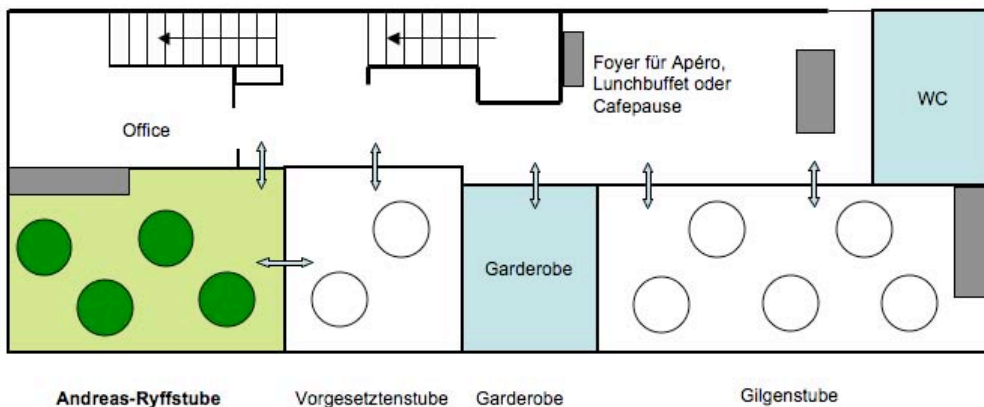 Foyer für Apéro,
Lunchbuffet oder
Cafepause
WC
Office
Garderobe
Andreas-Ryffstube
Vorgesetztenstube
Garderobe
Gilgenstube